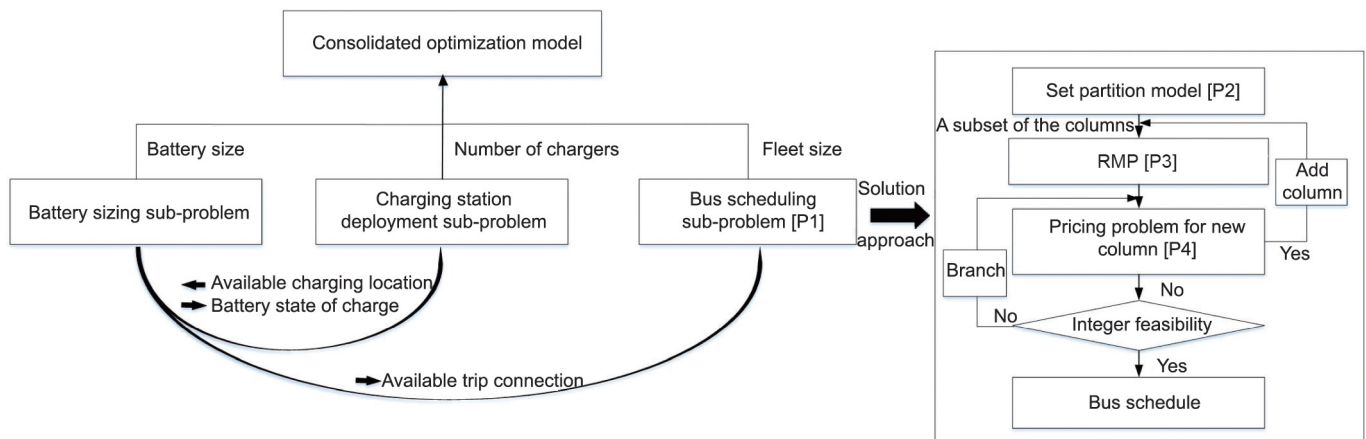 Consolidated optimization model
Battery size
Number of chargers
Fleet size
Battery sizing sub-problem
Charging station
deployment sub-problem
Bus scheduling
sub-problem [P1]
Available charging location
Battery state of charge
Available trip connection
Solution
approach
Set partition model [P2]
A subset of the columns
RMP [P3]
Add
column
Pricing problem for new
column [P4]
Yes
Branch
No
No
Integer feasibility
Yes
Bus schedule